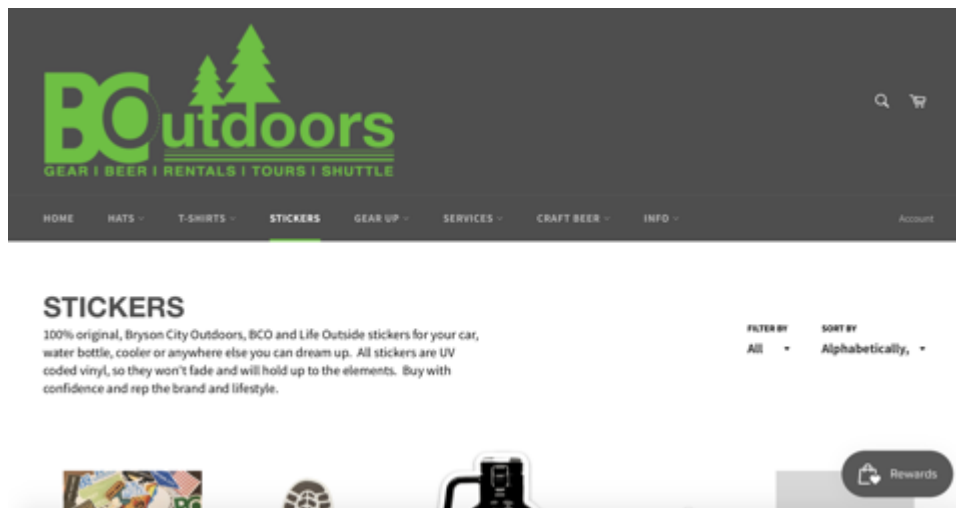 BCOutdoors
GEAR | BEER | RENTALS | TOURS | SHUTTLE
HOME HATS T-SHIRTS STICKERS GEAR UP SERVICES CRAFT BEER INFO Account
STICKERS
100% original, Bryson City Outdoors, BCO and Life Outside stickers for your car,
water bottle, cooler or anywhere else you can dream up. All stickers are UV
coded vinyl, so they won't fade and will hold up to the elements. Buy with
confidence and rep the brand and lifestyle.
FILTER BY SORT BY
All Alphabetically,
Rewards